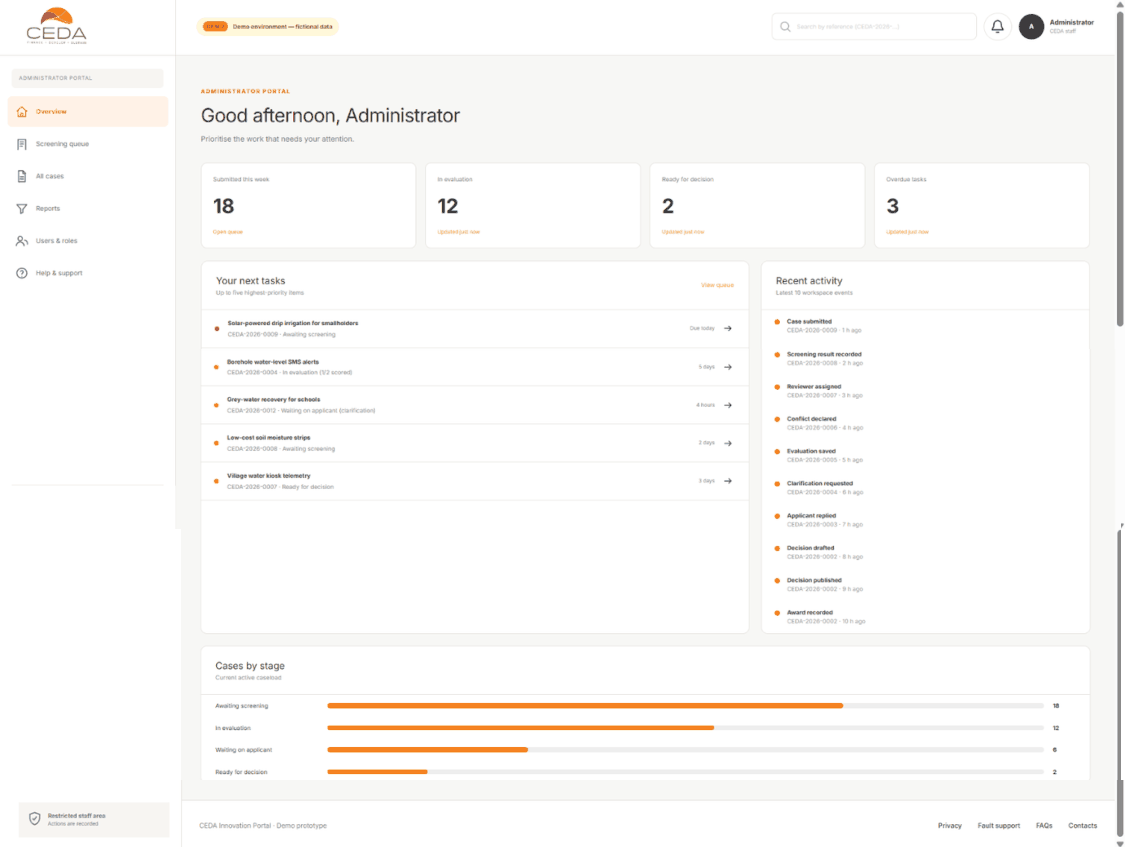 CEDA
Demo environment — fictional data
Search by reference (CEDA-2026-...)
A
Administrator
CEDA staff
ADMINISTRATOR PORTAL
Overview
Screening queue
All cases
Reports
Users & roles
Help & support
Restricted staff area
Actions are recorded
ADMINISTRATOR PORTAL
Good afternoon, Administrator
Prioritise the work that needs your attention.
Submitted this week
18
Open queue
In evaluation
12
Updated just now
Ready for decision
2
Updated just now
Overdue tasks
3
Updated just now
Your next tasks
Up to five highest-priority items
View queue
Solar-powered drip irrigation for smallholders
CEDA-2026-0009 · Awaiting screening
Due today
Borehole water-level SMS alerts
CEDA-2026-0004 · In evaluation (1/2 scored)
5 days
Grey-water recovery for schools
CEDA-2026-0012 · Waiting on applicant (clarification)
4 hours
Low-cost soil moisture strips
CEDA-2026-0008 · Awaiting screening
2 days
Village water kiosk telemetry
CEDA-2026-0007 · Ready for decision
3 days
Recent activity
Latest 10 workspace events
Case submitted
CEDA-2026-0009 · 1 h ago
Screening result recorded
CEDA-2026-0008 · 2 h ago
Reviewer assigned
CEDA-2026-0007 · 3 h ago
Conflict declared
CEDA-2026-0006 · 4 h ago
Evaluation saved
CEDA-2026-0005 · 5 h ago
Clarification requested
CEDA-2026-0004 · 6 h ago
Applicant replied
CEDA-2026-0003 · 7 h ago
Decision drafted
CEDA-2026-0002 · 8 h ago
Decision published
CEDA-2026-0002 · 9 h ago
Award recorded
CEDA-2026-0002 · 10 h ago
Cases by stage
Current active caseload
Awaiting screening
18
In evaluation
12
Waiting on applicant
6
Ready for decision
2
CEDA Innovation Portal · Demo prototype
Privacy
Fault support
FAQs
Contacts